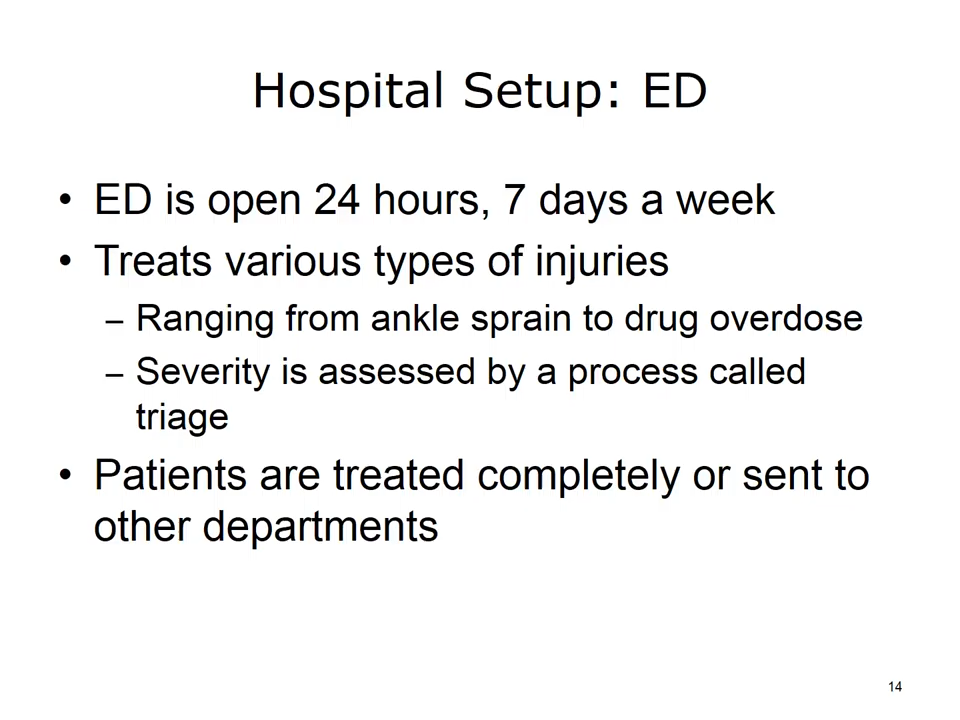 Hospital Setup: ED
• ED is open 24 hours, 7 days a week
• Treats various types of injuries
– Ranging from ankle sprain to drug overdose
– Severity is assessed by a process called
triage
• Patients are treated completely or sent to
other departments
14